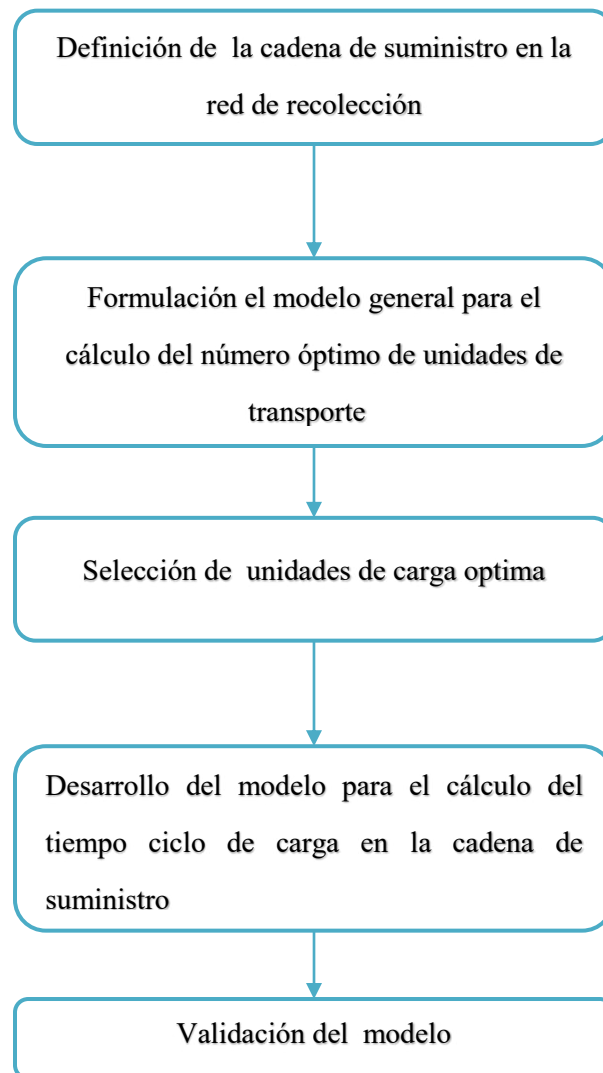 Definición de la cadena de suministro en la
red de recolección
Formulación el modelo general para el
cálculo del número óptimo de unidades de
transporte
Selección de unidades de carga optima
Desarrollo del modelo para el cálculo del
tiempo ciclo de carga en la cadena de
suministro
Validación del modelo